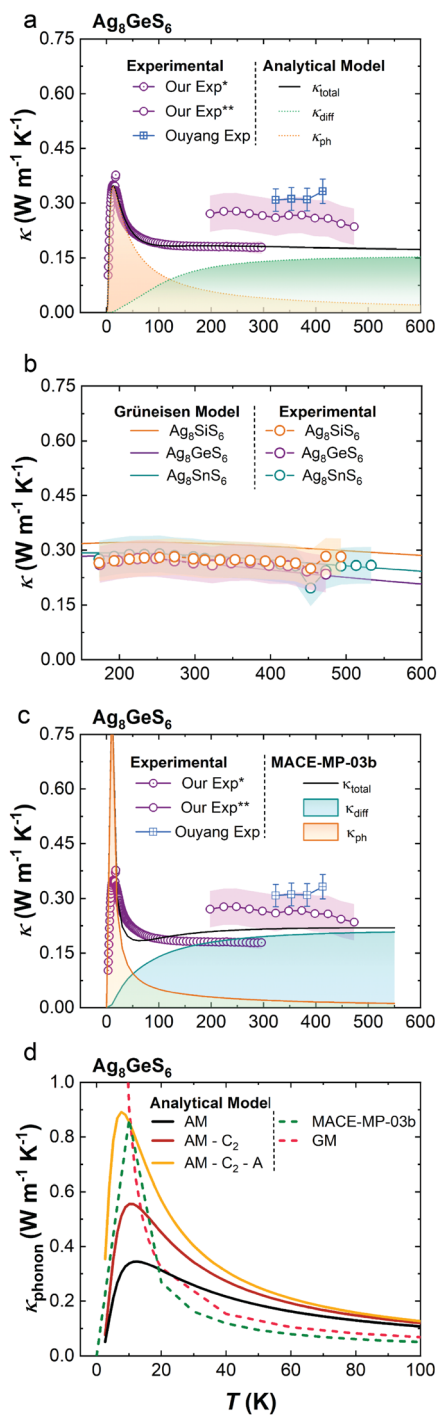 a
Ag₈GeS₆
Experimental
Analytical Model
Our Exp*
κtotal
Our Exp**
κdiff
Ouyang Exp
κph
κ (W m⁻¹ K⁻¹)
0.75
0.60
0.45
0.30
0.15
0.00
0 100 200 300 400 500 600
b
Grüneisen Model
Experimental
Ag₈SiS₆
Ag₈SiS₆
Ag₈GeS₆
Ag₈GeS₆
Ag₈SnS₆
Ag₈SnS₆
κ (W m⁻¹ K⁻¹)
0.75
0.60
0.45
0.30
0.15
0.00
200 300 400 500 600
c
Ag₈GeS₆
Experimental
MACE-MP-03b
Our Exp*
κtotal
Our Exp**
κdiff
Ouyang Exp
κph
κ (W m⁻¹ K⁻¹)
0.75
0.60
0.45
0.30
0.15
0.00
0 100 200 300 400 500 600
d
Ag₈GeS₆
Analytical Model
AM
MACE-MP-03b
AM - C₂
GM
AM - C₂ - A
κphonon (W m⁻¹ K⁻¹)
1.0
0.8
0.6
0.4
0.2
0.0
0 20 40 60 80 100
T (K)